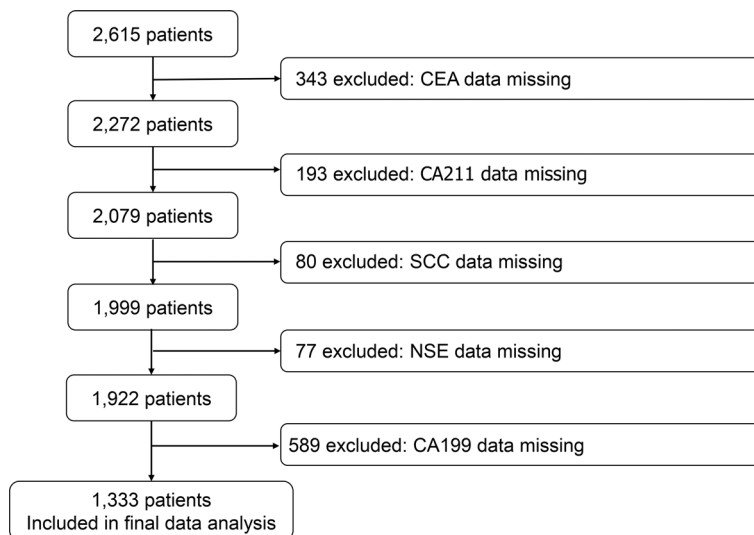 2,615 patients
343 excluded: CEA data missing
2,272 patients
193 excluded: CA211 data missing
2,079 patients
80 excluded: SCC data missing
1,999 patients
77 excluded: NSE data missing
1,922 patients
589 excluded: CA199 data missing
1,333 patients
Included in final data analysis